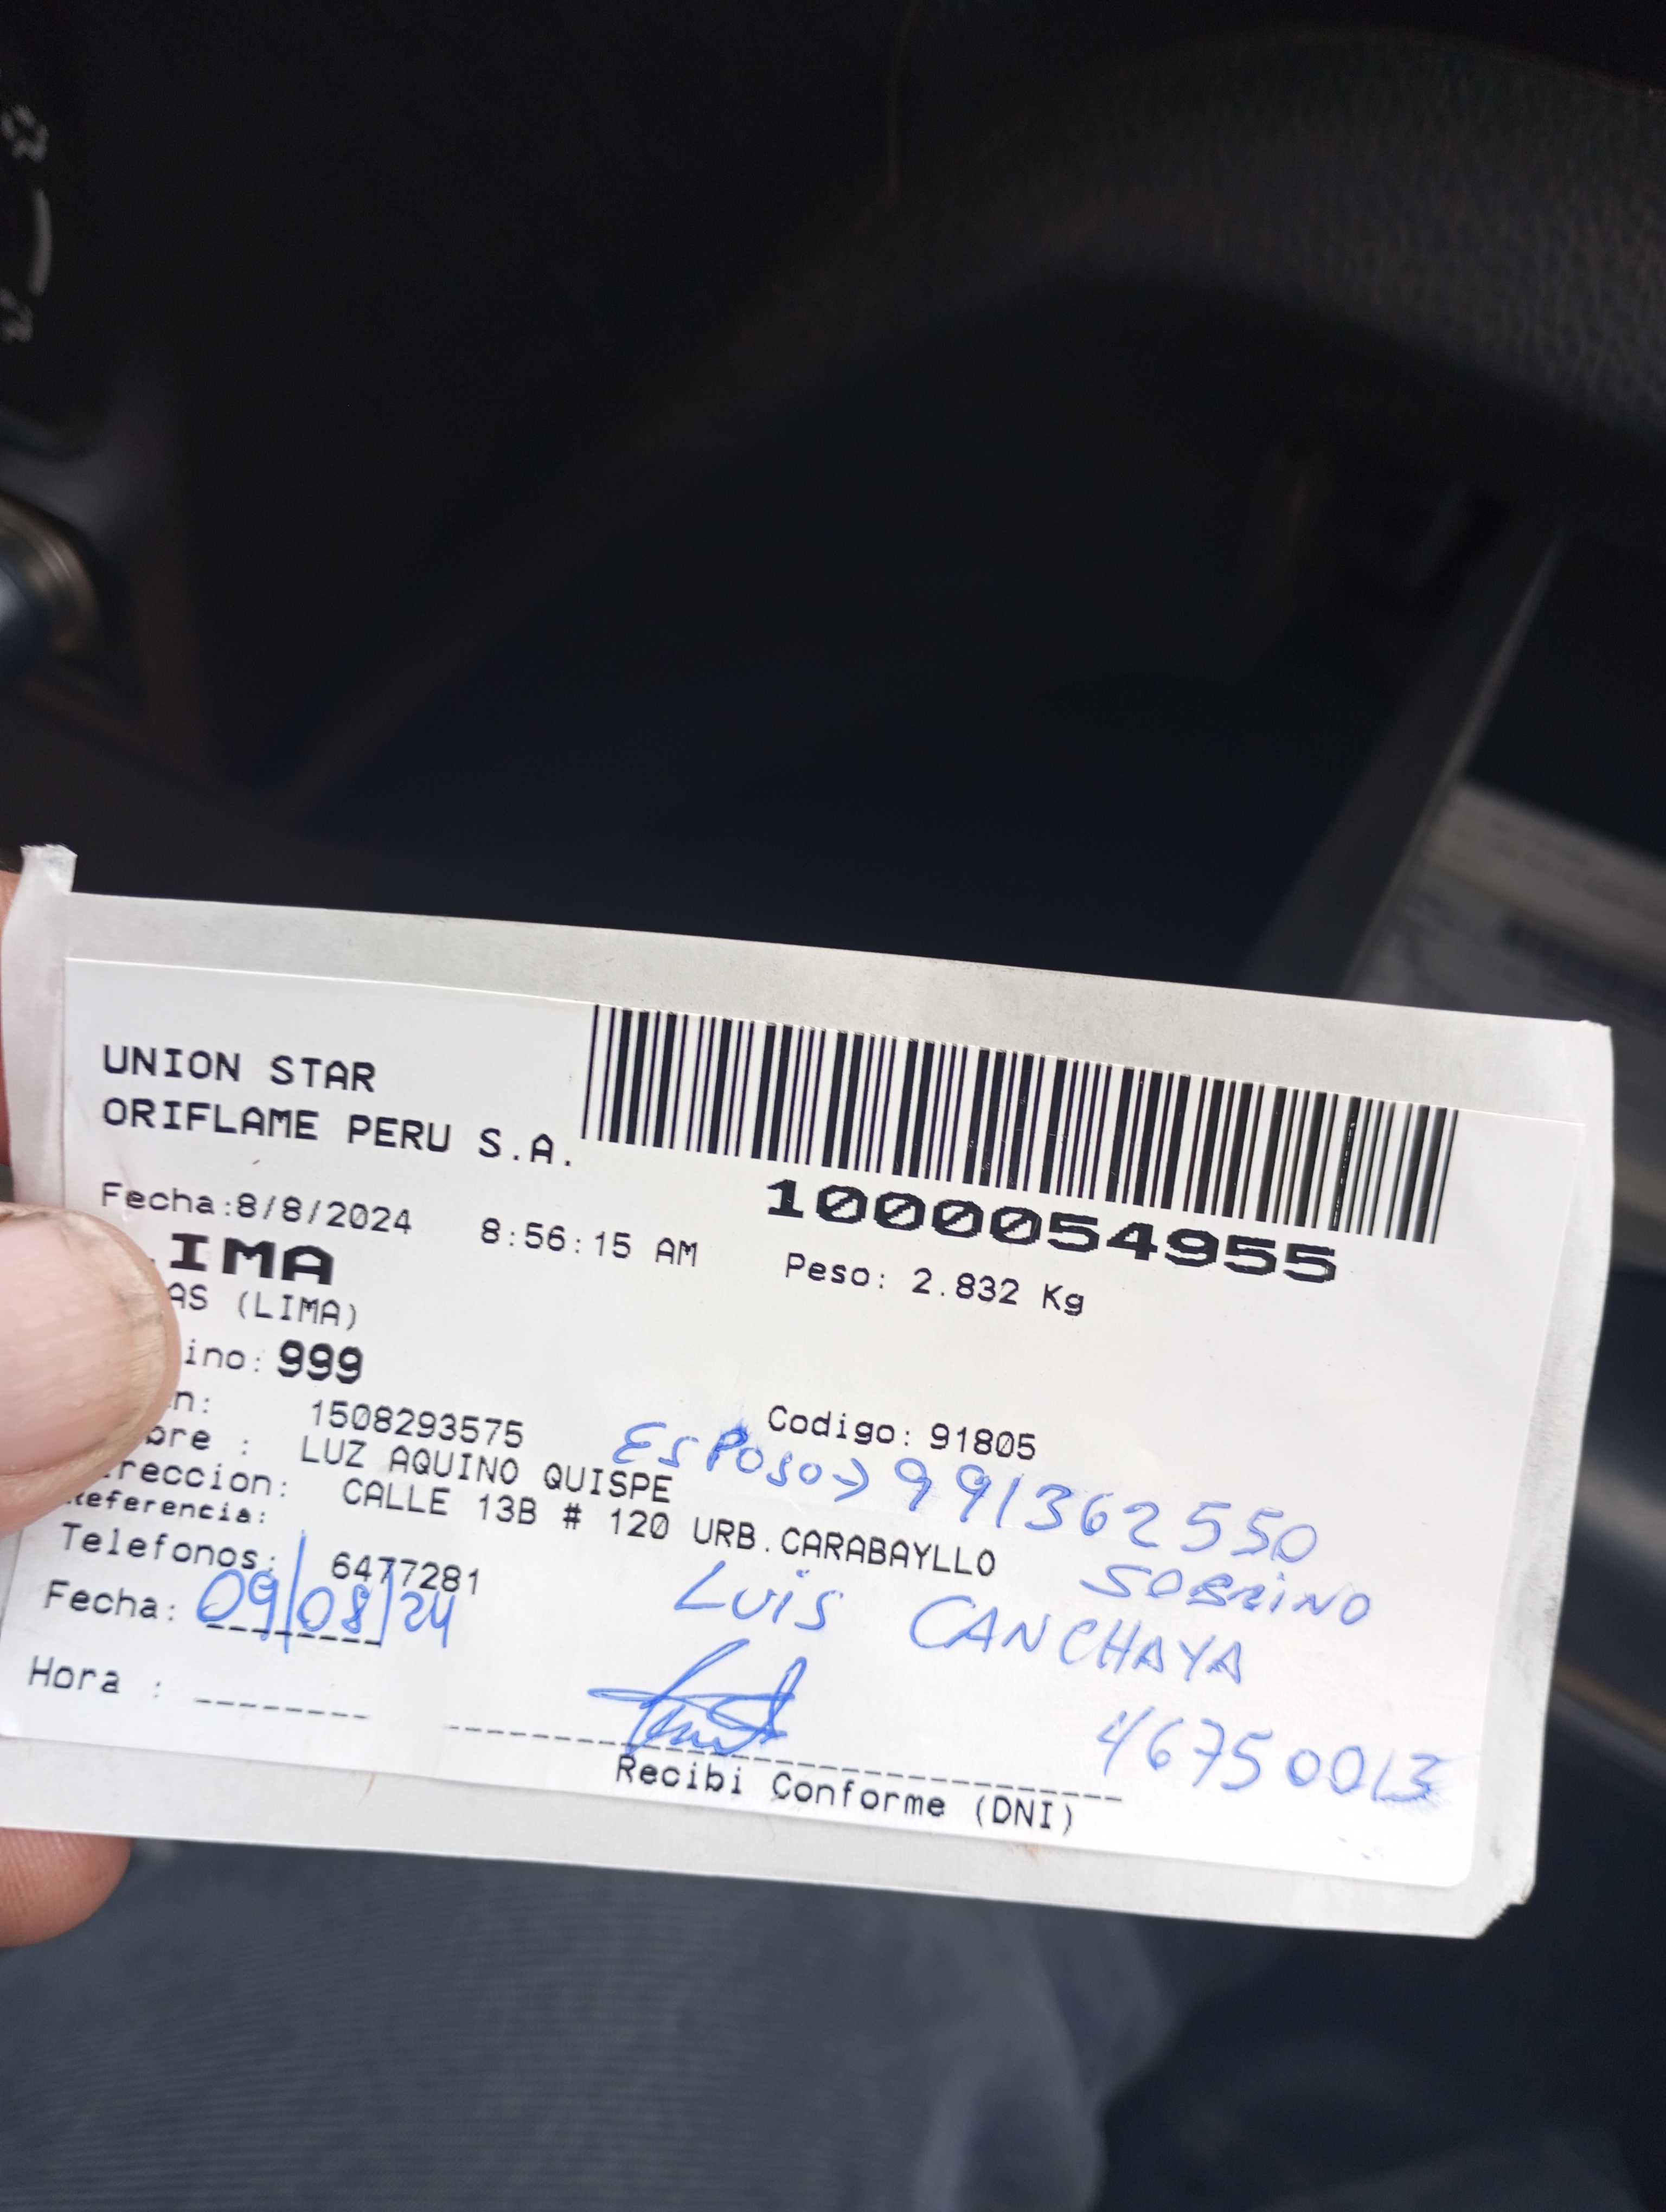 UNION STAR
ORIFLAME PERU S.A.
1000054955
Fecha:8/8/2024 8:56:15 AM Peso: 2.832 Kg
IMA
AS (LIMA)
ino: 999
n: 1508293575 Codigo: 91805
bre : LUZ AQUINO QUISPE ESPOSO→991362550
reccion: CALLE 13B # 120 URB.CARABAYLLO
Referencia: SOBRINO
Telefonos: 6477281 LUIS CANCHAYA
Fecha: 09/08/24
Hora : -------- 
Recibi Conforme (DNI)